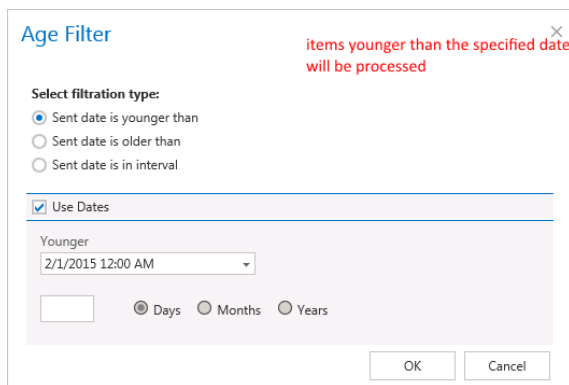 Age Filter
items younger than the specified date
will be processed
Select filtration type:
Sent date is younger than
Sent date is older than
Sent date is in interval
Use Dates
Younger
2/1/2015 12:00 AM
Days Months Years
OK Cancel